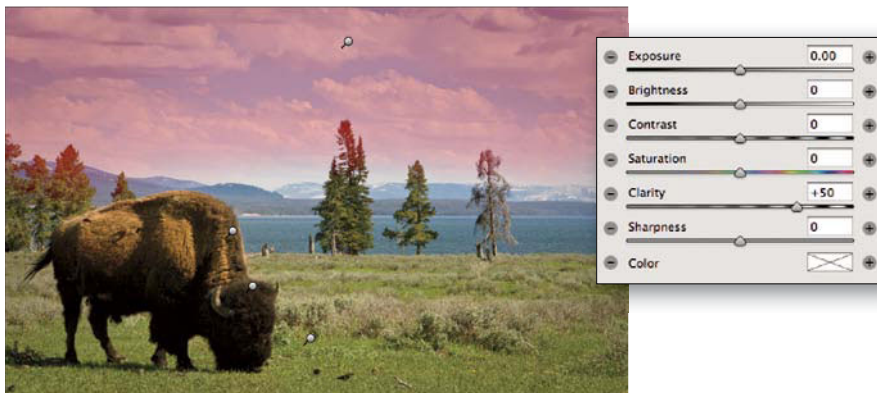 Exposure 0.00
Brightness 0
Contrast 0
Saturation 0
Clarity +50
Sharpness 0
Color